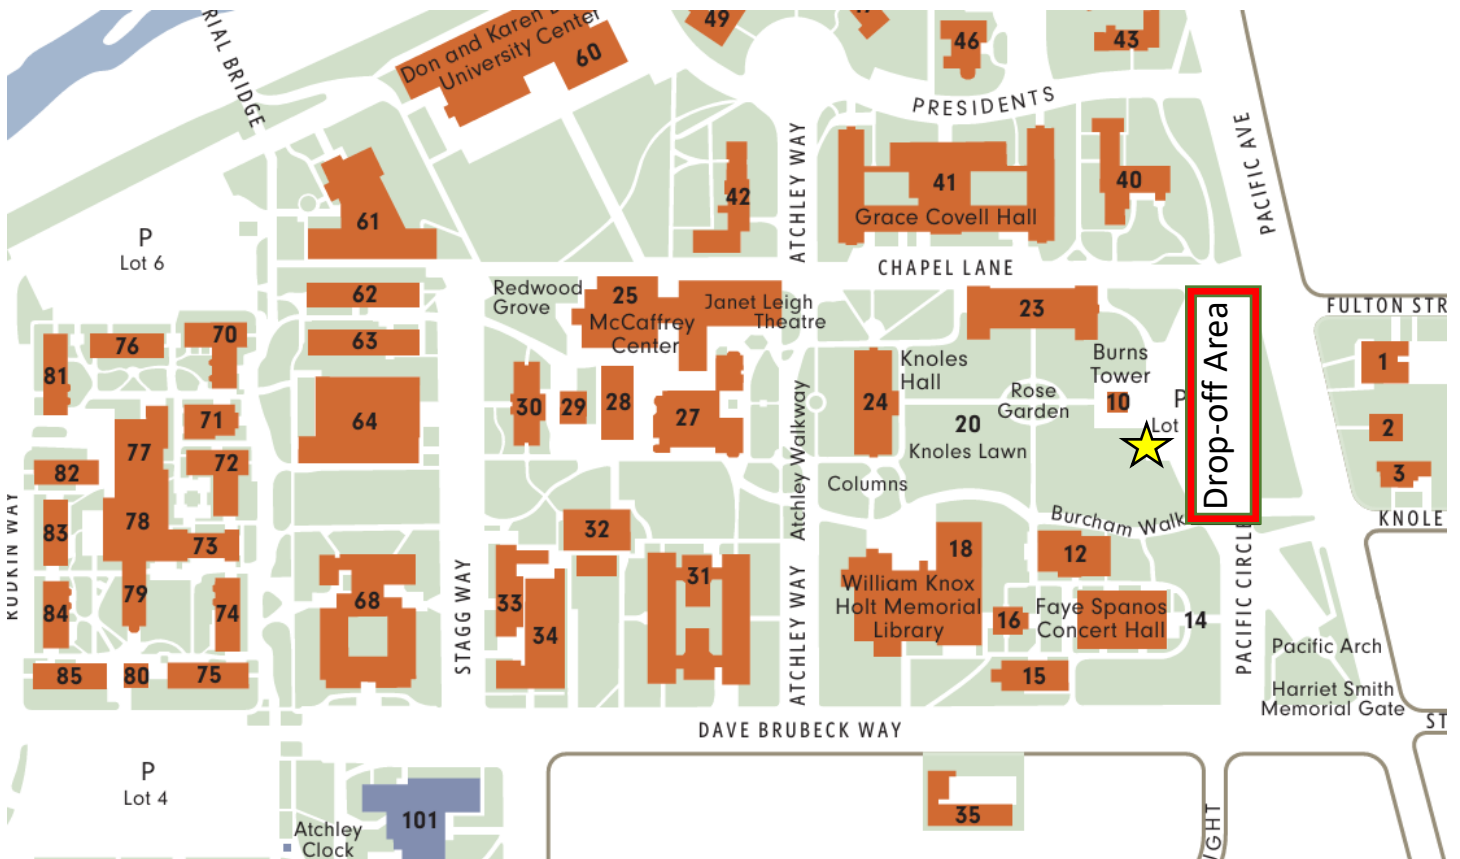 RIAL BRIDGE
Don and Karen
University Center
60
49
46
43
PRESIDENTS
PACIFIC AVE
ATCHLEY WAY
42
41
Grace Covell Hall
40
61
P
Lot 6
CHAPEL LANE
FULTON STR
62
63
64
Redwood
Grove
25
McCaffrey
Center
Janet Leigh
Theatre
23
Knoles
Hall
24
Burns
Tower
10
Rose
Garden
20
Knoles Lawn
P
Lot
Drop-off Area
1
2
3
76
70
81
71
77
72
82
30
29
28
27
Atchley Walkway
Columns
Burcham Walk
KNOLE
RUDKIN WAY
83
78
73
32
18
12
84
79
74
68
STAGG WAY
33
34
31
ATCHLEY WAY
William Knox
Holt Memorial
Library
16
Faye Spanos
Concert Hall
14
PACIFIC CIRCLE
Pacific Arch
85
80
75
15
Harriet Smith
Memorial Gate
ST
DAVE BRUBECK WAY
P
Lot 4
101
Atchley
Clock
35